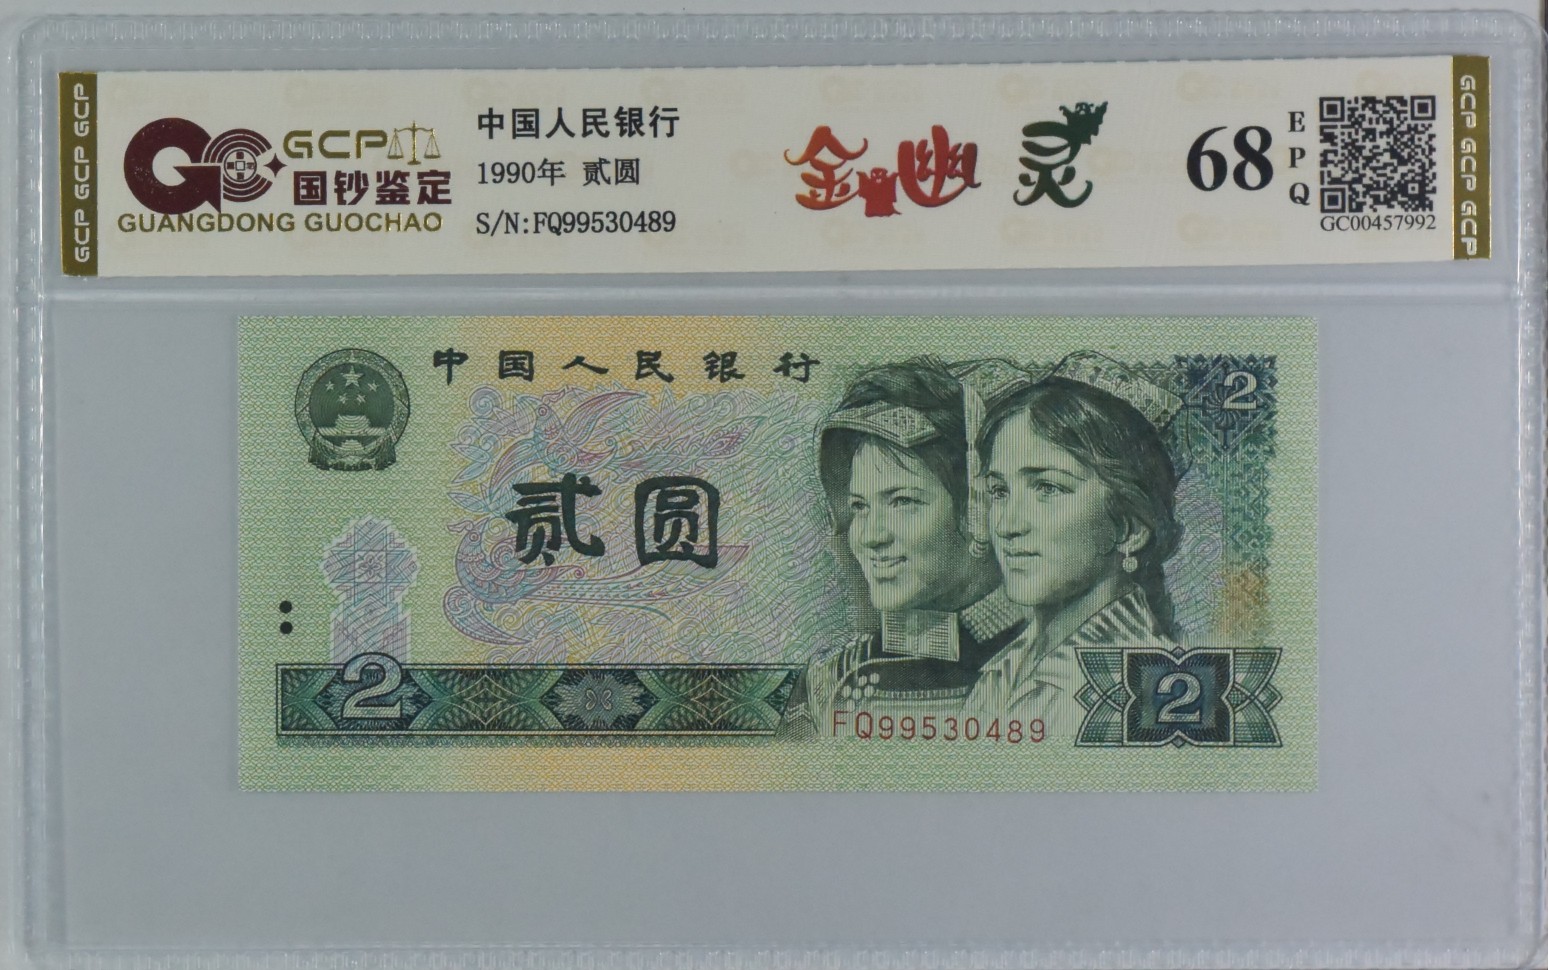 GCP GCP GCP
GCP
国钞鉴定
GUANGDONG GUOCHAO
中国人民银行
1990年 贰圆
S/N:FQ99530489
金幽灵
68
EPQ
GC00457992
GCP GCP GCP
中国人民银行
2
贰圆
2
FQ99530489
2